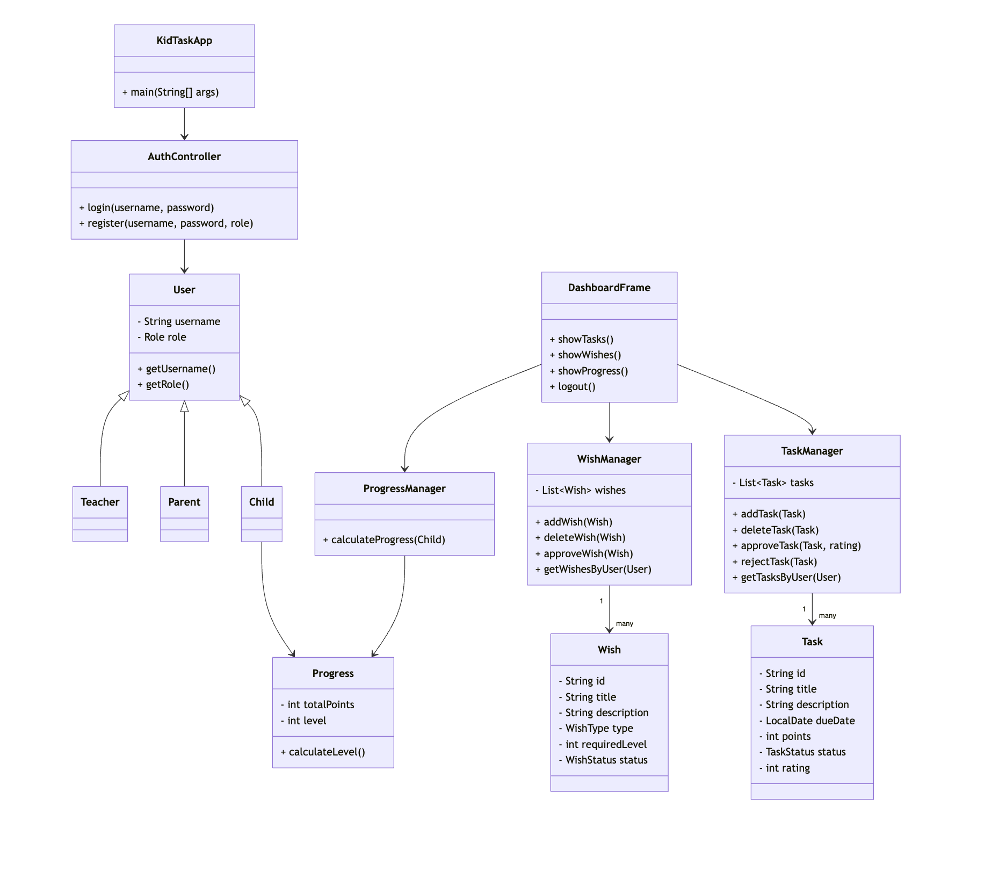 KidTaskApp
+ main(String[] args)
AuthController
+ login(username, password)
+ register(username, password, role)
User
- String username
- Role role
+ getUsername()
+ getRole()
DashboardFrame
+ showTasks()
+ showWishes()
+ showProgress()
+ logout()
Teacher
Parent
Child
ProgressManager
+ calculateProgress(Child)
WishManager
- List<Wish> wishes
+ addWish(Wish)
+ deleteWish(Wish)
+ approveWish(Wish)
+ getWishesByUser(User)
TaskManager
- List<Task> tasks
+ addTask(Task)
+ deleteTask(Task)
+ approveTask(Task, rating)
+ rejectTask(Task)
+ getTasksByUser(User)
1
many
1
many
Progress
- int totalPoints
- int level
+ calculateLevel()
Wish
- String id
- String title
- String description
- WishType type
- int requiredLevel
- WishStatus status
Task
- String id
- String title
- String description
- LocalDate dueDate
- int points
- TaskStatus status
- int rating